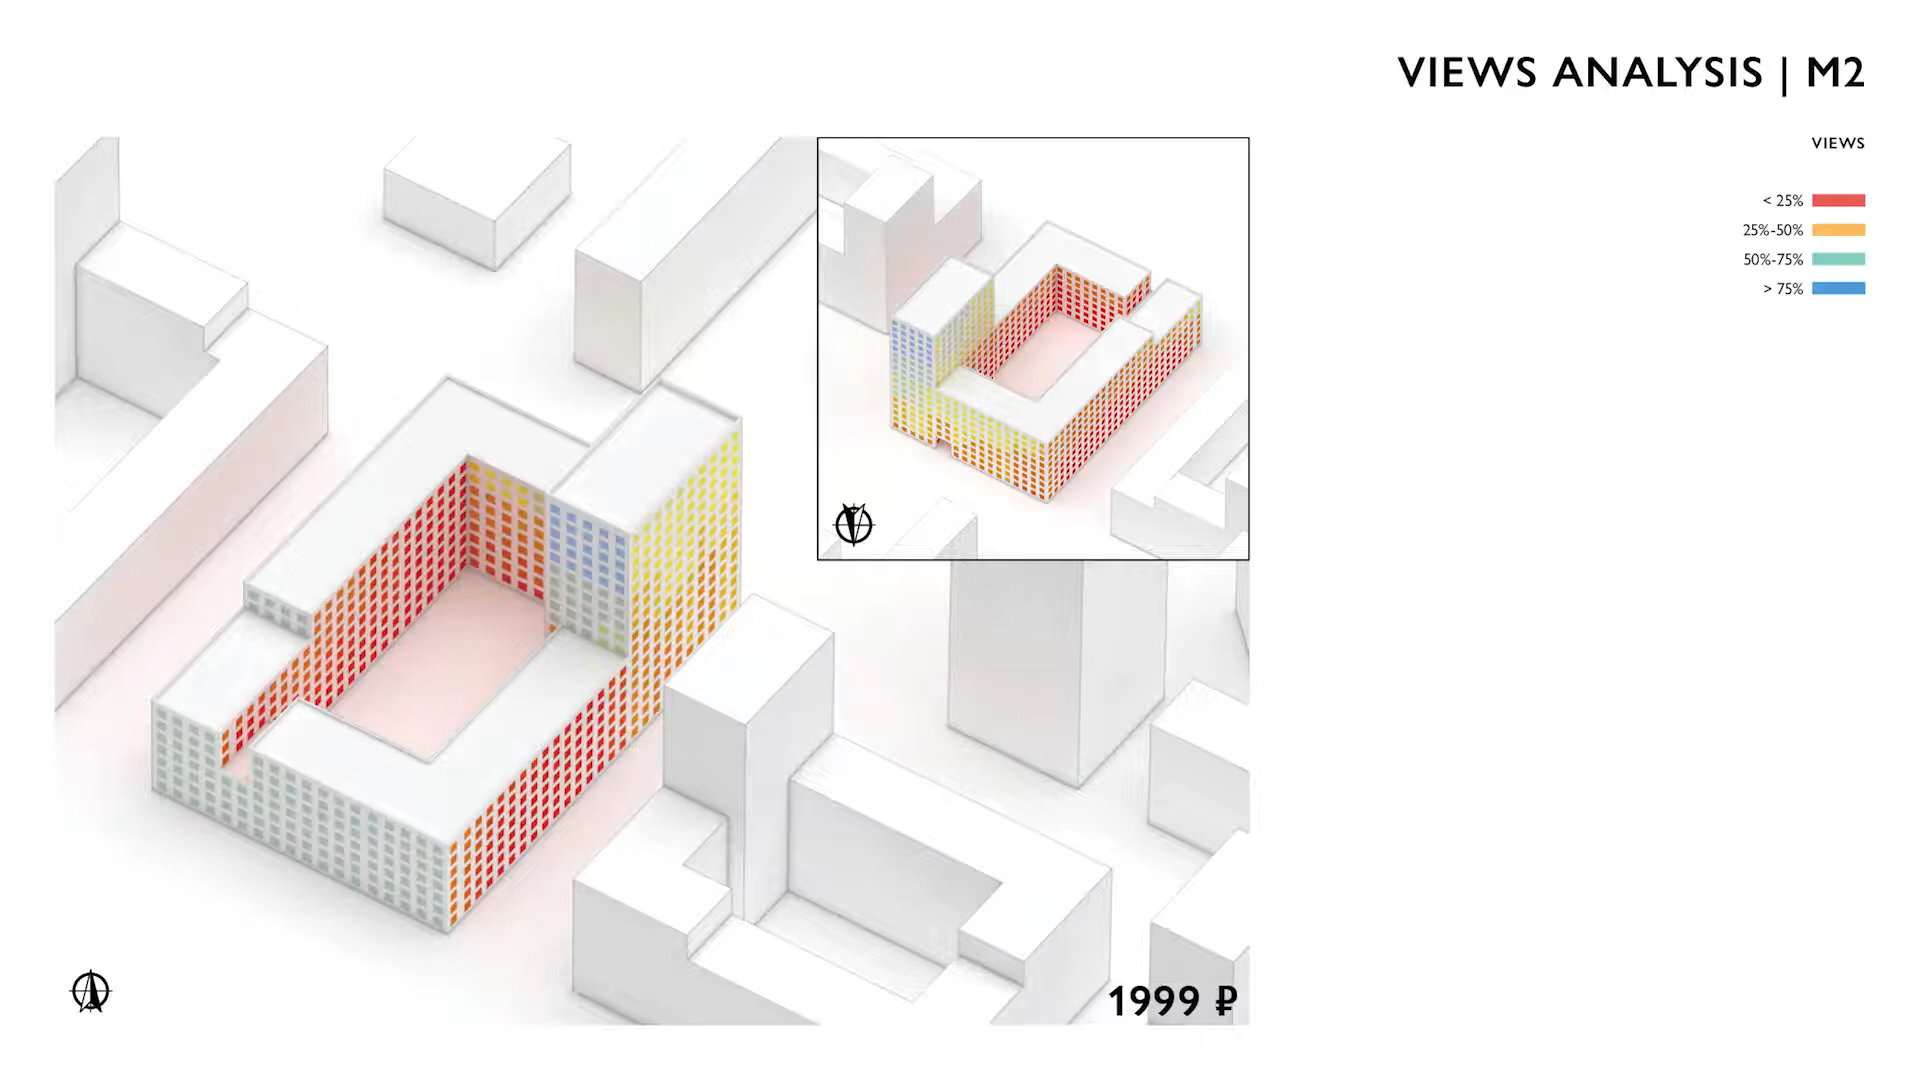 VIEWS ANALYSIS | M2
VIEWS
< 25%
25%-50%
50%-75%
> 75%
1999 ₽